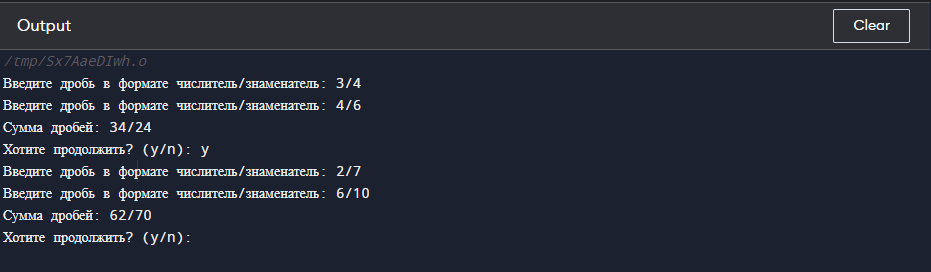 Output
Clear
/tmp/Sx7AaeDIwh.o
Введите дробь в формате числитель/знаменатель: 3/4
Введите дробь в формате числитель/знаменатель: 4/6
Сумма дробей: 34/24
Хотите продолжить? (y/n): y
Введите дробь в формате числитель/знаменатель: 2/7
Введите дробь в формате числитель/знаменатель: 6/10
Сумма дробей: 62/70
Хотите продолжить? (y/n):